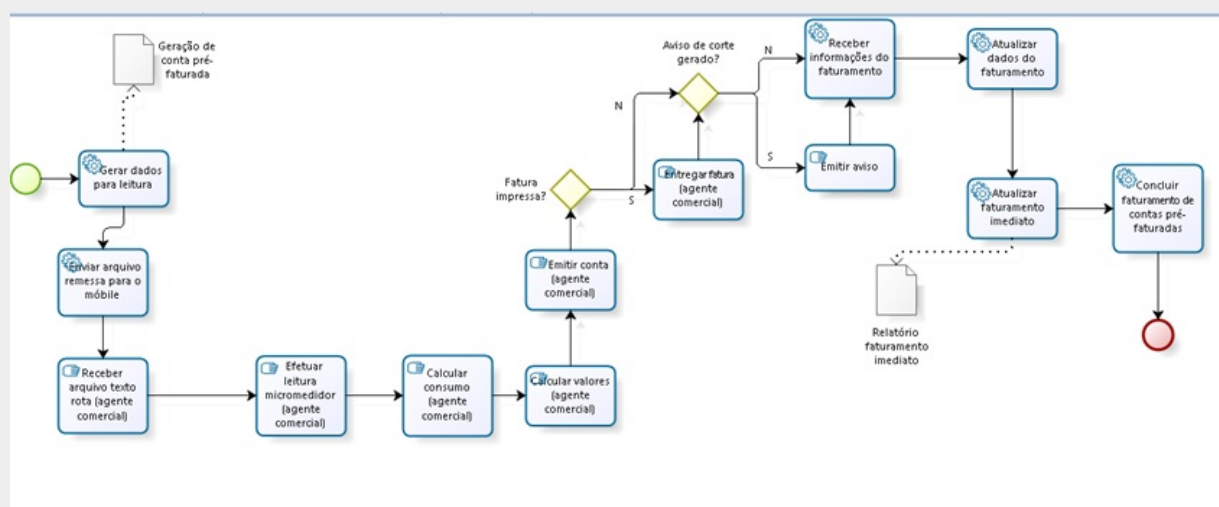 Geração de
conta pré-
faturada
Gerar dados
para leitura
Enviar arquivo
remessa para o
móbile
Receber
arquivo texto
rota (agente
comercial)
Efetuar
leitura
micromedidor
(agente
comercial)
Calcular
consumo
(agente
comercial)
Calcular valores
(agente
comercial)
Emitir conta
(agente
comercial)
Fatura
impressa?
N
S
Entregar fatura
(agente
comercial)
Aviso de corte
gerado?
N
S
Emitir aviso
Receber
informações do
faturamento
Atualizar
dados do
faturamento
Atualizar
faturamento
imediato
Relatório
faturamento
imediato
Concluir
faturamento de
contas pré-
faturadas